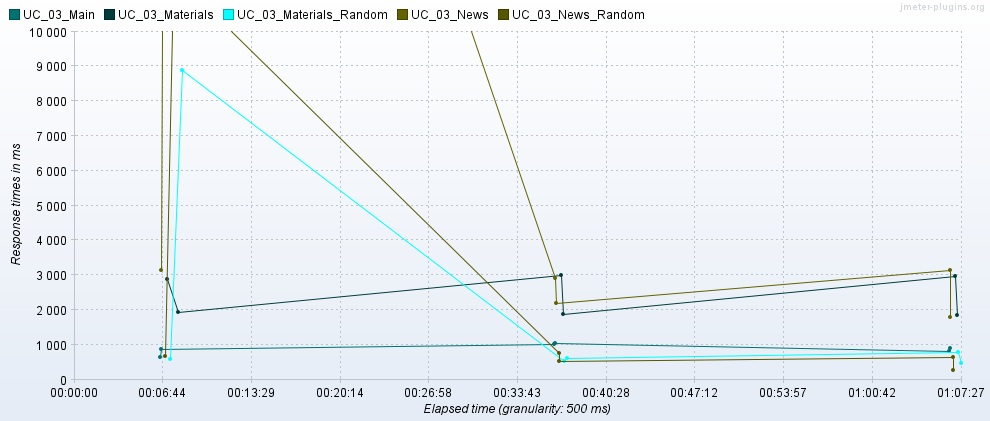 UC_03_Main UC_03_Materials UC_03_Materials_Random UC_03_News UC_03_News_Random
jmeter-plugins.org
10 000
9 000
8 000
7 000
6 000
5 000
4 000
3 000
2 000
1 000
0
Response times in ms
00:00:00 00:06:44 00:13:29 00:20:14 00:26:58 00:33:43 00:40:28 00:47:12 00:53:57 01:00:42 01:07:27
Elapsed time (granularity: 500 ms)